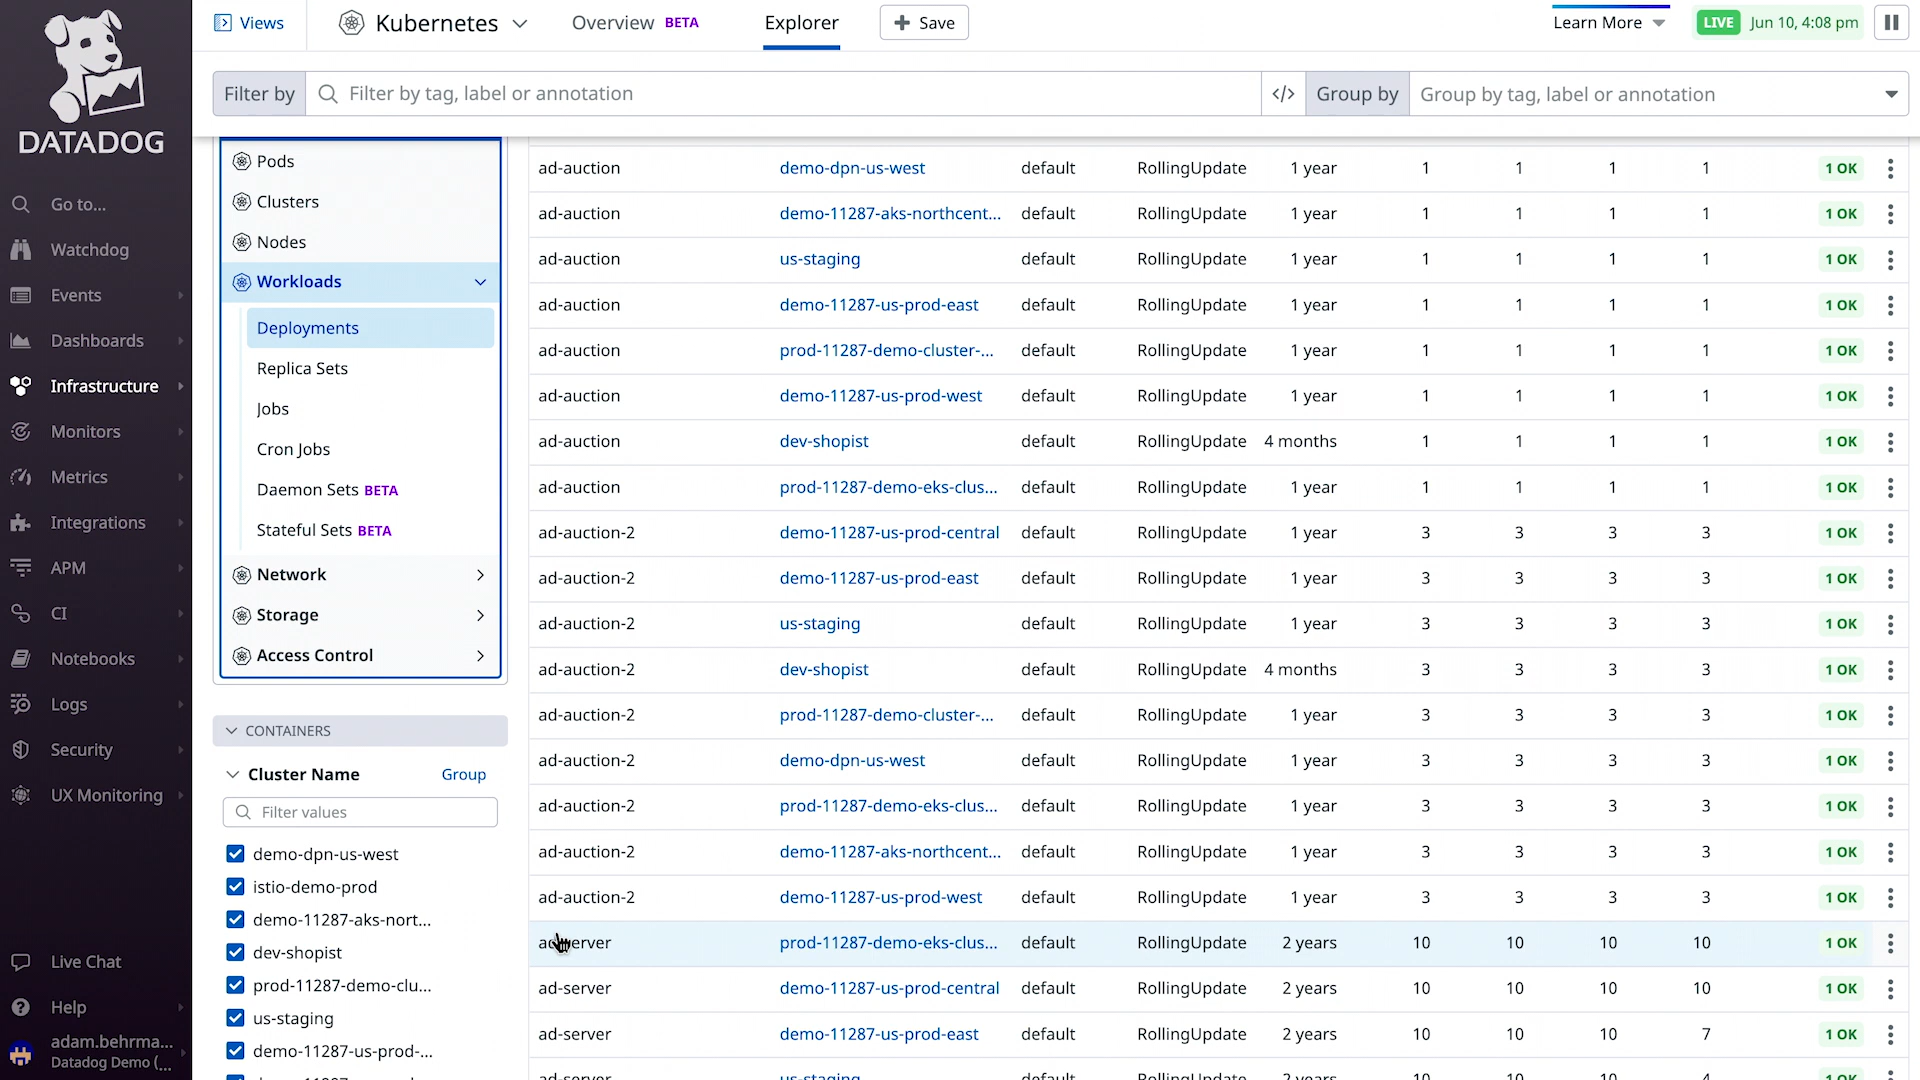 DATADOG
Go to...
Watchdog
Events
Dashboards
Infrastructure
Monitors
Metrics
Integrations
APM
CI
Notebooks
Logs
Security
UX Monitoring
Live Chat
Help
adam.behrma...
Datadog Demo (...
Views
Kubernetes
Overview BETA
Explorer
+ Save
Learn More
LIVE Jun 10, 4:08 pm
Filter by
Filter by tag, label or annotation
</>
Group by
Group by tag, label or annotation
Pods
Clusters
Nodes
Workloads
Deployments
Replica Sets
Jobs
Cron Jobs
Daemon Sets BETA
Stateful Sets BETA
Network
Storage
Access Control
CONTAINERS
Cluster Name Group
Filter values
demo-dpn-us-west
istio-demo-prod
demo-11287-aks-nort...
dev-shopist
prod-11287-demo-clu...
us-staging
demo-11287-us-prod-...
ad-auction demo-dpn-us-west default RollingUpdate 1 year 1 1 1 1 1 OK
ad-auction demo-11287-aks-northcent... default RollingUpdate 1 year 1 1 1 1 1 OK
ad-auction us-staging default RollingUpdate 1 year 1 1 1 1 1 OK
ad-auction demo-11287-us-prod-east default RollingUpdate 1 year 1 1 1 1 1 OK
ad-auction prod-11287-demo-cluster-... default RollingUpdate 1 year 1 1 1 1 1 OK
ad-auction demo-11287-us-prod-west default RollingUpdate 1 year 1 1 1 1 1 OK
ad-auction dev-shopist default RollingUpdate 4 months 1 1 1 1 1 OK
ad-auction prod-11287-demo-eks-clus... default RollingUpdate 1 year 1 1 1 1 1 OK
ad-auction-2 demo-11287-us-prod-central default RollingUpdate 1 year 3 3 3 3 1 OK
ad-auction-2 demo-11287-us-prod-east default RollingUpdate 1 year 3 3 3 3 1 OK
ad-auction-2 us-staging default RollingUpdate 1 year 3 3 3 3 1 OK
ad-auction-2 dev-shopist default RollingUpdate 4 months 3 3 3 3 1 OK
ad-auction-2 prod-11287-demo-cluster-... default RollingUpdate 1 year 3 3 3 3 1 OK
ad-auction-2 demo-dpn-us-west default RollingUpdate 1 year 3 3 3 3 1 OK
ad-auction-2 prod-11287-demo-eks-clus... default RollingUpdate 1 year 3 3 3 3 1 OK
ad-auction-2 demo-11287-aks-northcent... default RollingUpdate 1 year 3 3 3 3 1 OK
ad-auction-2 demo-11287-us-prod-west default RollingUpdate 1 year 3 3 3 3 1 OK
ad-server prod-11287-demo-eks-clus... default RollingUpdate 2 years 10 10 10 10 1 OK
ad-server demo-11287-us-prod-central default RollingUpdate 2 years 10 10 10 10 1 OK
ad-server demo-11287-us-prod-east default RollingUpdate 2 years 10 10 10 7 1 OK
ad-server us-staging default RollingUpdate 2 years 10 10 10 4 1 OK